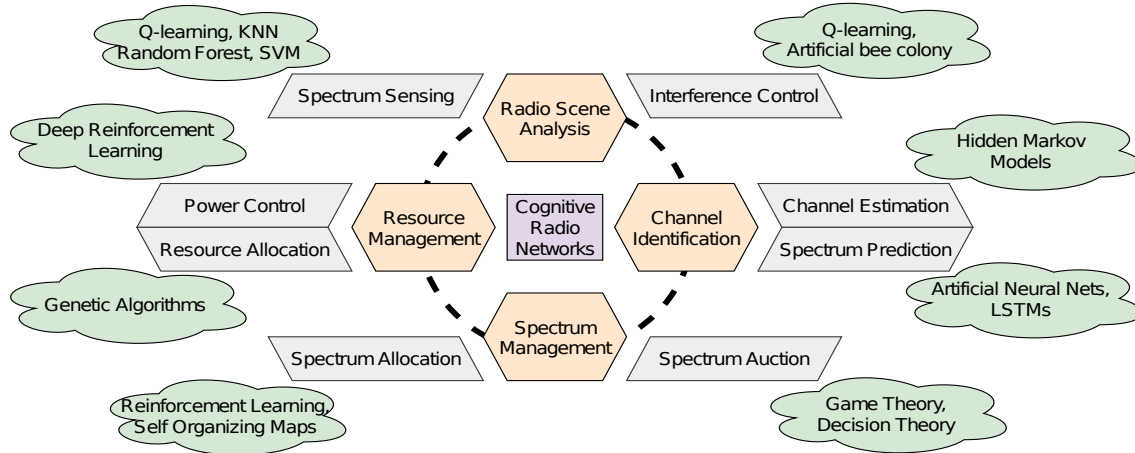 Q-learning, KNN
Random Forest, SVM
Q-learning,
Artificial bee colony
Spectrum Sensing
Radio Scene
Analysis
Interference Control
Deep Reinforcement
Learning
Hidden Markov
Models
Power Control
Resource Allocation
Resource
Management
Cognitive
Radio
Networks
Channel
Identification
Channel Estimation
Spectrum Prediction
Genetic Algorithms
Artificial Neural Nets,
LSTMs
Spectrum Allocation
Spectrum
Management
Spectrum Auction
Reinforcement Learning,
Self Organizing Maps
Game Theory,
Decision Theory